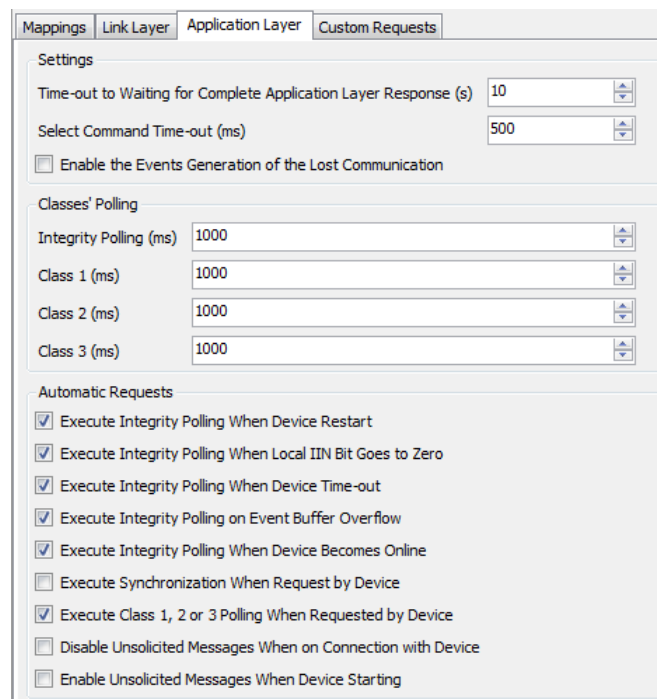 Mappings Link Layer Application Layer Custom Requests
Settings
Time-out to Waiting for Complete Application Layer Response (s) 10
Select Command Time-out (ms) 500
Enable the Events Generation of the Lost Communication
Classes' Polling
Integrity Polling (ms) 1000
Class 1 (ms) 1000
Class 2 (ms) 1000
Class 3 (ms) 1000
Automatic Requests
Execute Integrity Polling When Device Restart
Execute Integrity Polling When Local IIN Bit Goes to Zero
Execute Integrity Polling When Device Time-out
Execute Integrity Polling on Event Buffer Overflow
Execute Integrity Polling When Device Becomes Online
Execute Synchronization When Request by Device
Execute Class 1, 2 or 3 Polling When Requested by Device
Disable Unsolicited Messages When on Connection with Device
Enable Unsolicited Messages When Device Starting